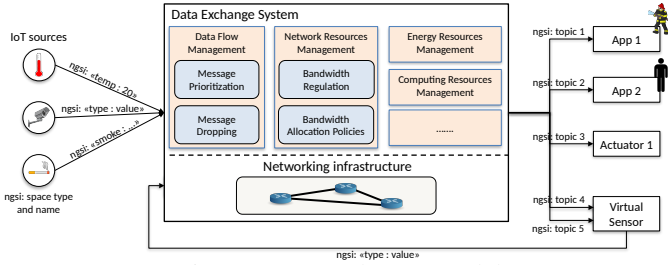 Data Exchange System
IoT sources
ngsi: «temp : 20»
ngsi: «type : value»
ngsi: «smoke : ...»
ngsi: space type
and name
Data Flow
Management
Message
Prioritization
Message
Dropping
Network Resources
Management
Bandwidth
Regulation
Bandwidth
Allocation Policies
Energy Resources
Management
Computing Resources
Management
.......
Networking infrastructure
ngsi: topic 1
App 1
ngsi: topic 2
App 2
ngsi: topic 3
Actuator 1
ngsi: topic 4
ngsi: topic 5
Virtual
Sensor
ngsi: «type : value»